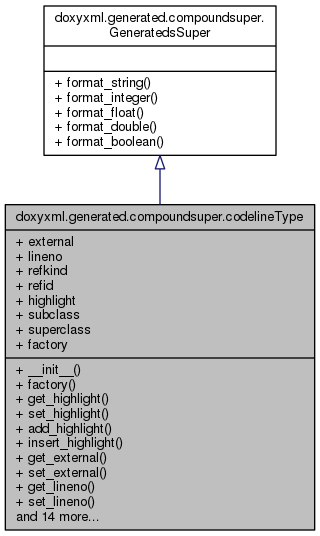 doxyxml.generated.compoundsuper.
GeneratedsSuper
+ format_string()
+ format_integer()
+ format_float()
+ format_double()
+ format_boolean()
doxyxml.generated.compoundsuper.codelineType
+ external
+ lineno
+ refkind
+ refid
+ highlight
+ subclass
+ superclass
+ factory
+ __init__()
+ factory()
+ get_highlight()
+ set_highlight()
+ add_highlight()
+ insert_highlight()
+ get_external()
+ set_external()
+ get_lineno()
+ set_lineno()
and 14 more...